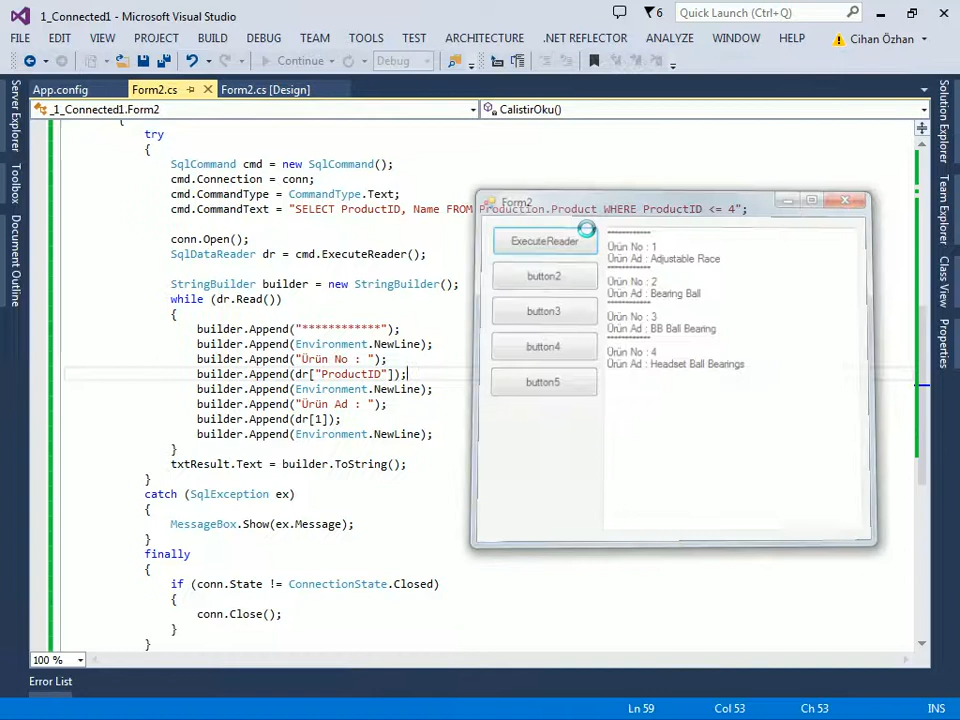 1_Connected1 - Microsoft Visual Studio
6
Quick Launch (Ctrl+Q)
FILE EDIT VIEW PROJECT BUILD DEBUG TEAM TOOLS TEST ARCHITECTURE .NET REFLECTOR ANALYZE WINDOW HELP Cihan Özhan
Continue Debug
App.config Form2.cs Form2.cs [Design]
_1_Connected1.Form2 CalistirOku()
Server Explorer
Toolbox
Document Outline
{
try
{
SqlCommand cmd = new SqlCommand();
cmd.Connection = conn;
cmd.CommandType = CommandType.Text;
cmd.CommandText = "SELECT ProductID, Name FROM Production.Product WHERE ProductID <= 4";
conn.Open();
SqlDataReader dr = cmd.ExecuteReader();
StringBuilder builder = new StringBuilder();
while (dr.Read())
{
builder.Append("************");
builder.Append(Environment.NewLine);
builder.Append("Ürün No : ");
builder.Append(dr["ProductID"]);
builder.Append(Environment.NewLine);
builder.Append("Ürün Ad : ");
builder.Append(dr[1]);
builder.Append(Environment.NewLine);
}
txtResult.Text = builder.ToString();
}
catch (SqlException ex)
{
MessageBox.Show(ex.Message);
}
finally
{
if (conn.State != ConnectionState.Closed)
{
conn.Close();
}
}
Form2
ExecuteReader
button2
button3
button4
button5
************
Ürün No : 1
Ürün Ad : Adjustable Race
************
Ürün No : 2
Ürün Ad : Bearing Ball
************
Ürün No : 3
Ürün Ad : BB Ball Bearing
************
Ürün No : 4
Ürün Ad : Headset Ball Bearings
Solution Explorer
Team Explorer
Class View
Properties
100 %
Error List
Ln 59 Col 53 Ch 53 INS